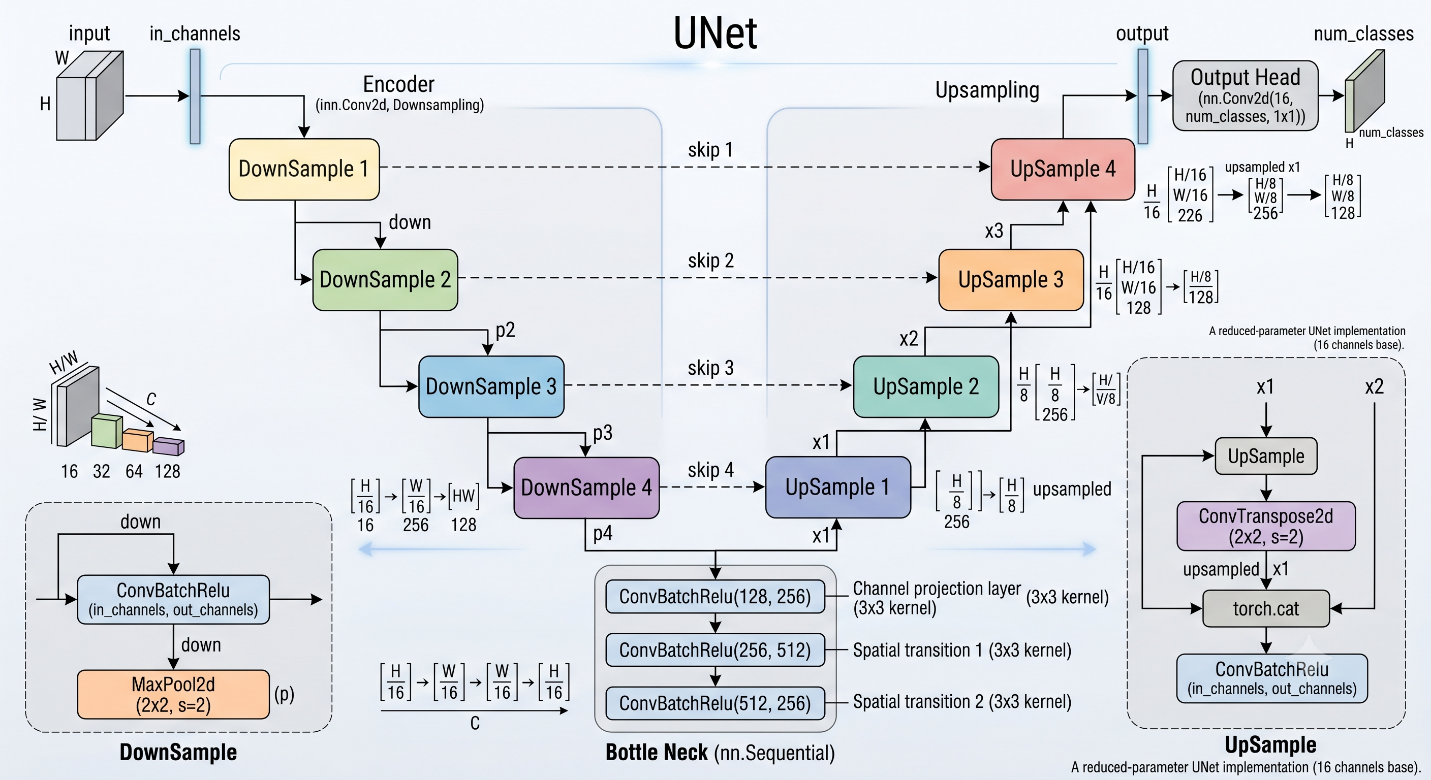 UNet
input
in_channels
output
num_classes
W
H
Encoder
(inn.Conv2d, Downsampling)
Upsampling
Output Head
(nn.Conv2d(16,
num_classes, 1x1))
num_classes
H
DownSample 1
skip 1
UpSample 4
H/16 [H/16 W/16 226] → upsampled x1 [H/8 W/8 256] → [H/8 W/8 128]
down
x3
DownSample 2
skip 2
UpSample 3
H/16 [H/16 W/16 128] → [H/8 128]
p2
x2
A reduced-parameter UNet implementation
(16 channels base).
H/W
H/ W
C
16 32 64 128
DownSample 3
skip 3
UpSample 2
H/8 [H/8 256] → [H/ V/8]
p3
x1
DownSample 4
skip 4
UpSample 1
[H/16] → [W/16] → [HW]
16 256 128
[H/8] ] → [H/8] upsampled
256
p4
x1
down
ConvBatchRelu
(in_channels, out_channels)
down
MaxPool2d
(2x2, s=2)
(p)
DownSample
[H/16] → [W/16] → [W/16] → [H/16]
C
ConvBatchRelu(128, 256)
Channel projection layer
(3x3 kernel)
(3x3 kernel)
ConvBatchRelu(256, 512)
Spatial transition 1 (3x3 kernel)
ConvBatchRelu(512, 256)
Spatial transition 2 (3x3 kernel)
Bottle Neck (nn.Sequential)
x1
x2
UpSample
ConvTranspose2d
(2x2, s=2)
upsampled x1
torch.cat
ConvBatchRelu
(in_channels, out_channels)
UpSample
A reduced-parameter UNet implementation (16 channels base).